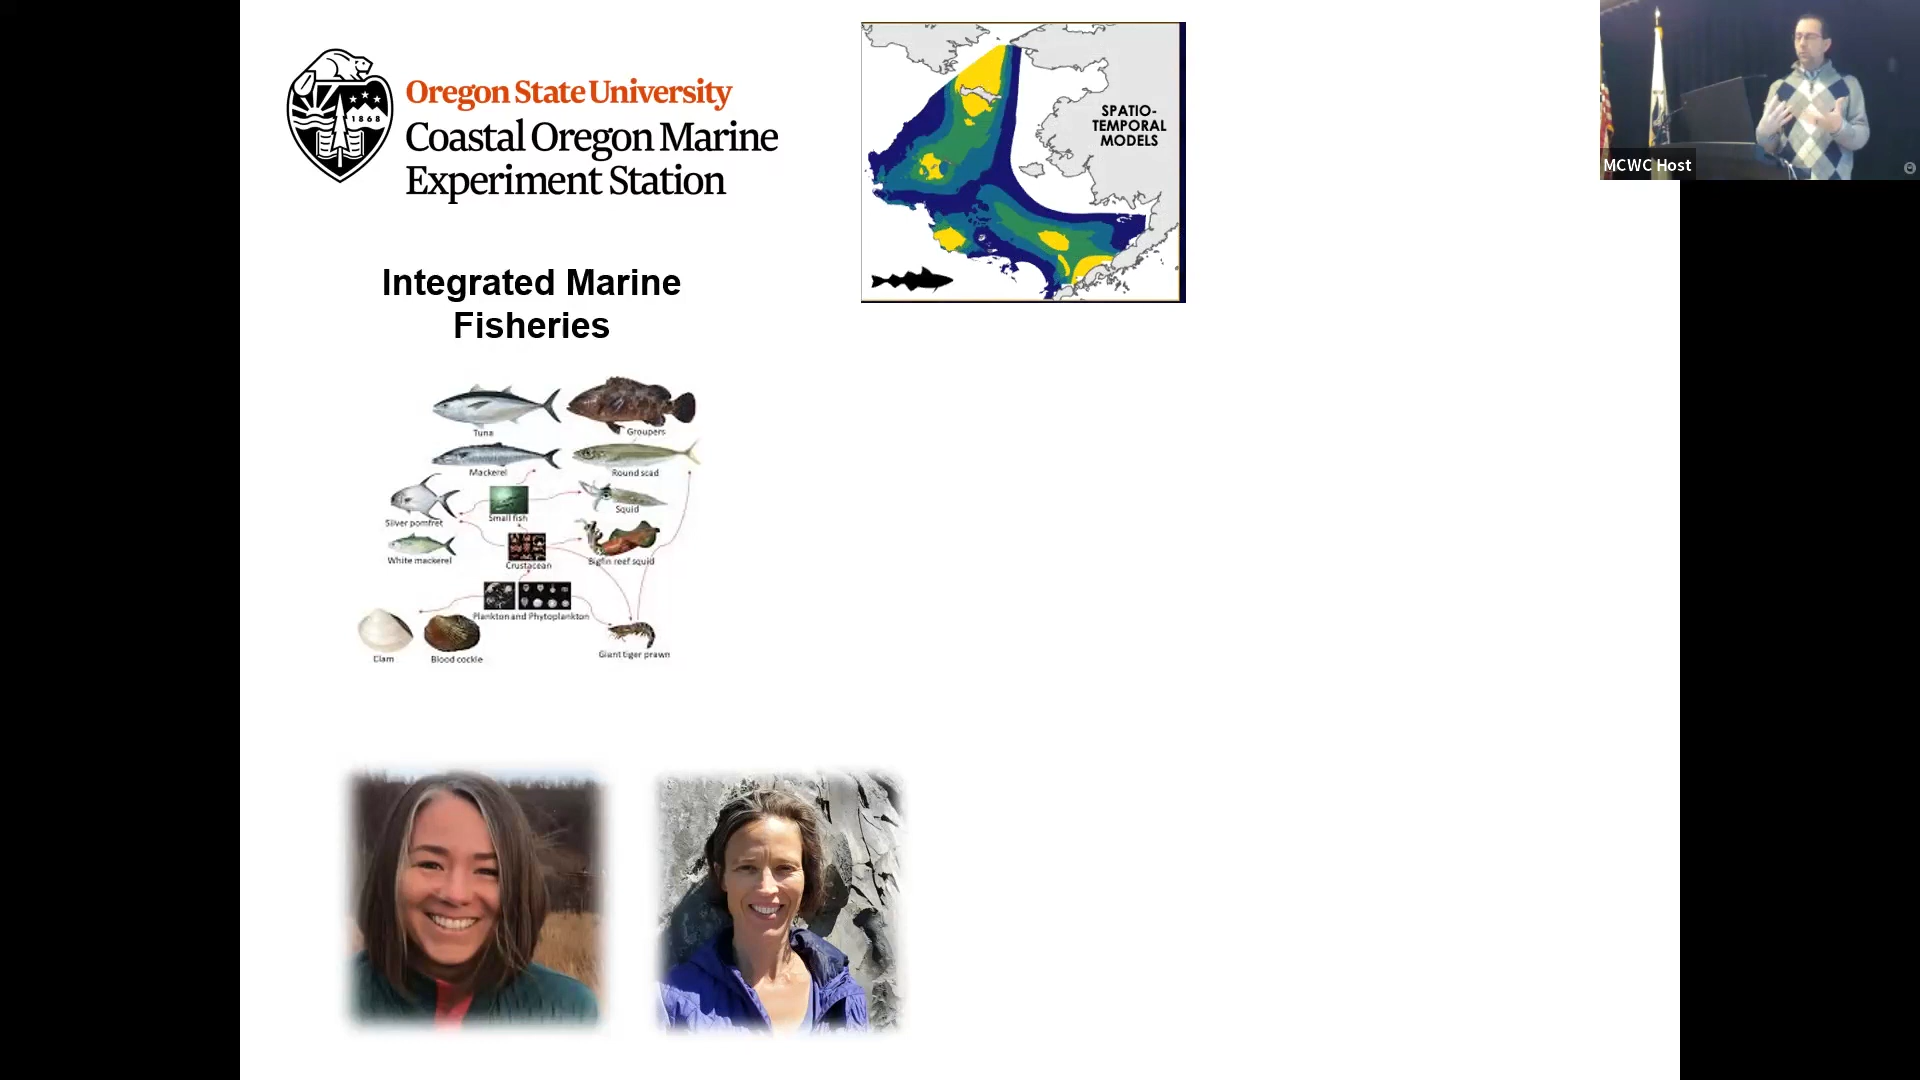 Oregon State University
Coastal Oregon Marine
Experiment Station
1868
SPATIO-
TEMPORAL
MODELS
MCWC Host
Integrated Marine
Fisheries
Tuna
Groupers
Mackerel
Round scad
Silver pomfret
Small fish
Squid
White mackerel
Crustacean
Bigfin reef squid
Plankton and Phytoplankton
Clam
Blood cockle
Giant tiger prawn